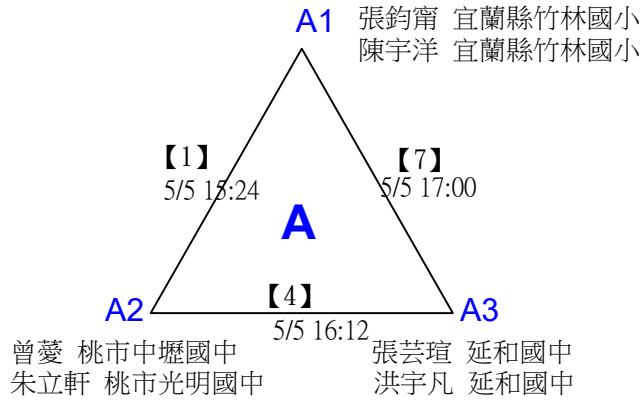 A1
張鈞甯 宜蘭縣竹林國小
陳宇洋 宜蘭縣竹林國小
【1】
5/5 15:24
【7】
5/5 17:00
A
【4】
5/5 16:12
A2
A3
曾薆 桃市中壢國中
朱立軒 桃市光明國中
張芸瑄 延和國中
洪宇凡 延和國中